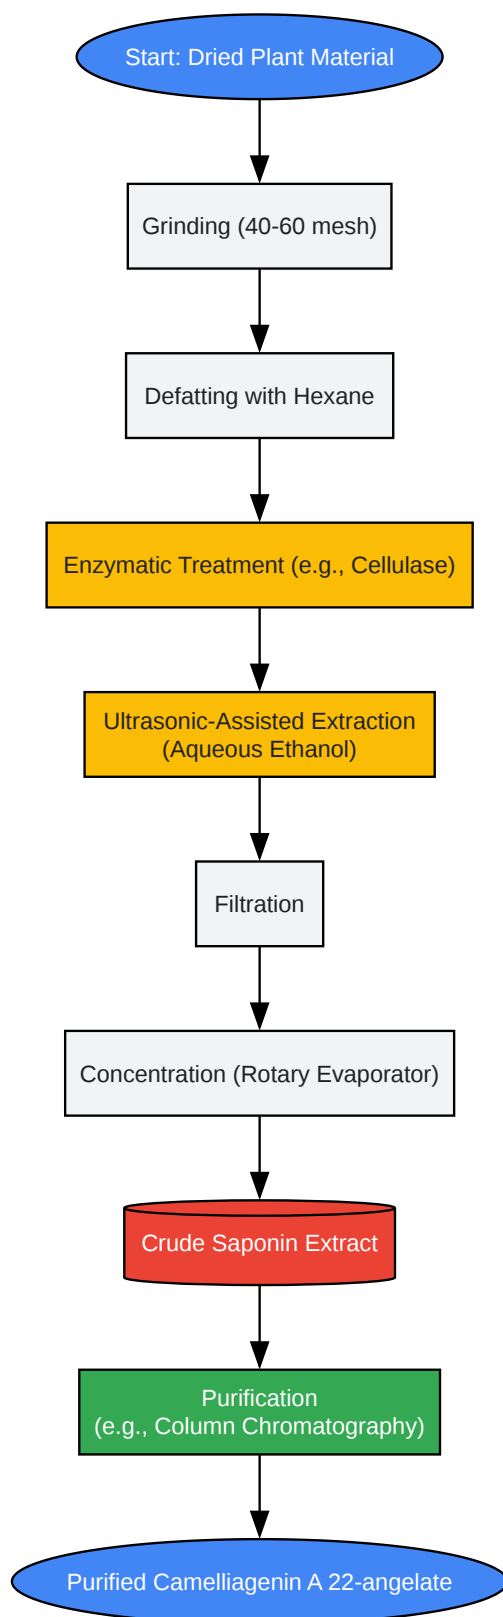 Start: Dried Plant Material
Grinding (40-60 mesh)
Defatting with Hexane
Enzymatic Treatment (e.g., Cellulase)
Ultrasonic-Assisted Extraction
(Aqueous Ethanol)
Filtration
Concentration (Rotary Evaporator)
Crude Saponin Extract
Purification
(e.g., Column Chromatography)
Purified Camelliagenin A 22-angelate